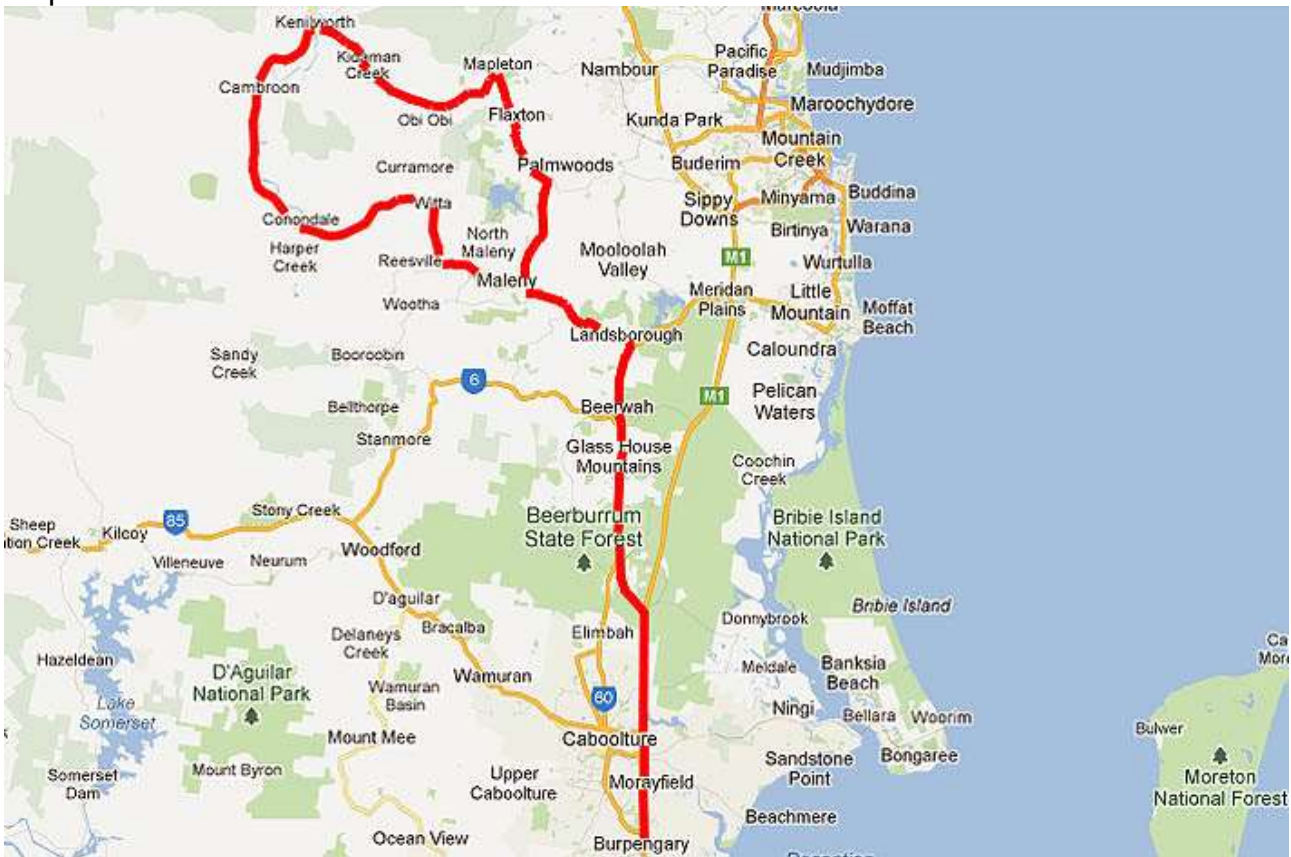 Kenilworth
Kidaman
Creek
Mapleton
Cambroon
Obi Obi
Flaxton
Nambour
Pacific
Paradise
Mudjimba
Maroochydore
Kunda Park
Mountain
Creek
Curramore
Palmwoods
Buderim
Sippy
Downs
Minyama
Buddina
Conondale
Witta
Birtinya
Warana
Harper
Creek
North
Maleny
Reesville
Maleny
Mooloolah
Valley
M1
Wurtulla
Wootha
Meridan
Plains
Little
Mountain
Moffat
Beach
Landsborough
Caloundra
Sandy
Creek
Booroobin
6
M1
Pelican
Waters
Bellthorpe
Beerwah
Stanmore
Glass House
Mountains
Coochin
Creek
Sheep
tion Creek
Kilcoy
85
Stony Creek
Beerburrum
State Forest
Bribie Island
National Park
Woodford
Villeneuve
Neurum
D'aguilar
Bribie Island
Delaneys
Creek
Bracalba
Elimbah
Donnybrook
Hazeldean
D'Aguilar
National Park
Wamuran
Meldale
Banksia
Beach
Ca
More
Lake
Somerset
Wamuran
Basin
60
Ningi
Bellara
Woorim
Mount Mee
Caboolture
Bongaree
Bulwer
Somerset
Dam
Mount Byron
Upper
Caboolture
Morayfield
Sandstone
Point
Moreton
National Forest
Beachmere
Ocean View
Burpengary